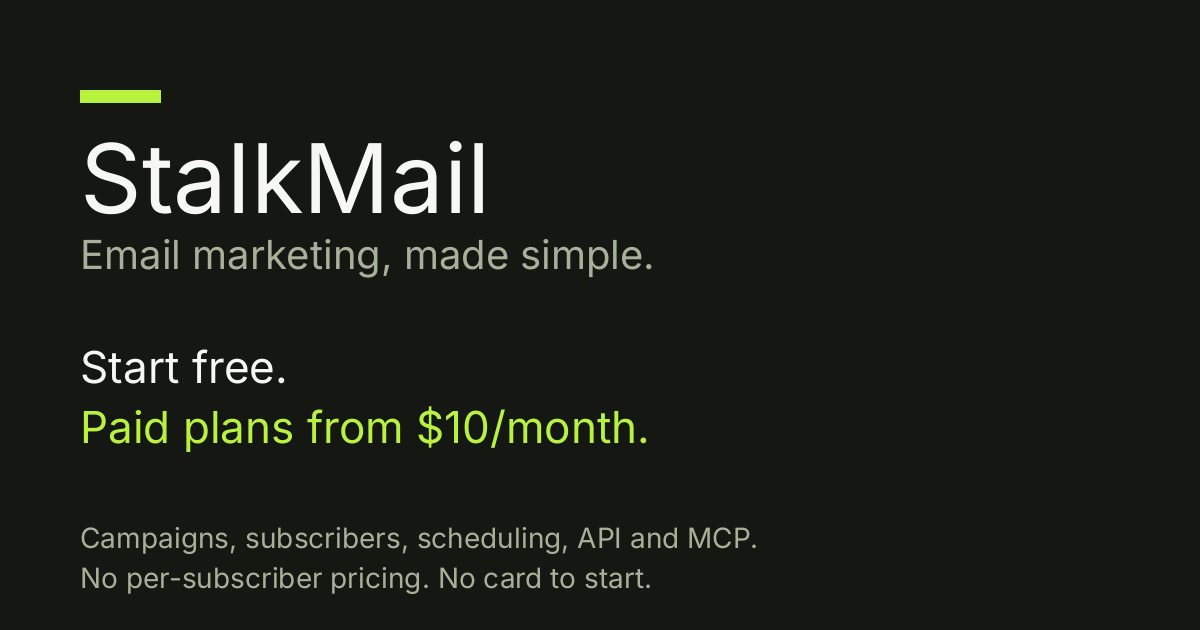 StalkMail
Email marketing, made simple.
Start free.
Paid plans from $10/month.
Campaigns, subscribers, scheduling, API and MCP.
No per-subscriber pricing. No card to start.